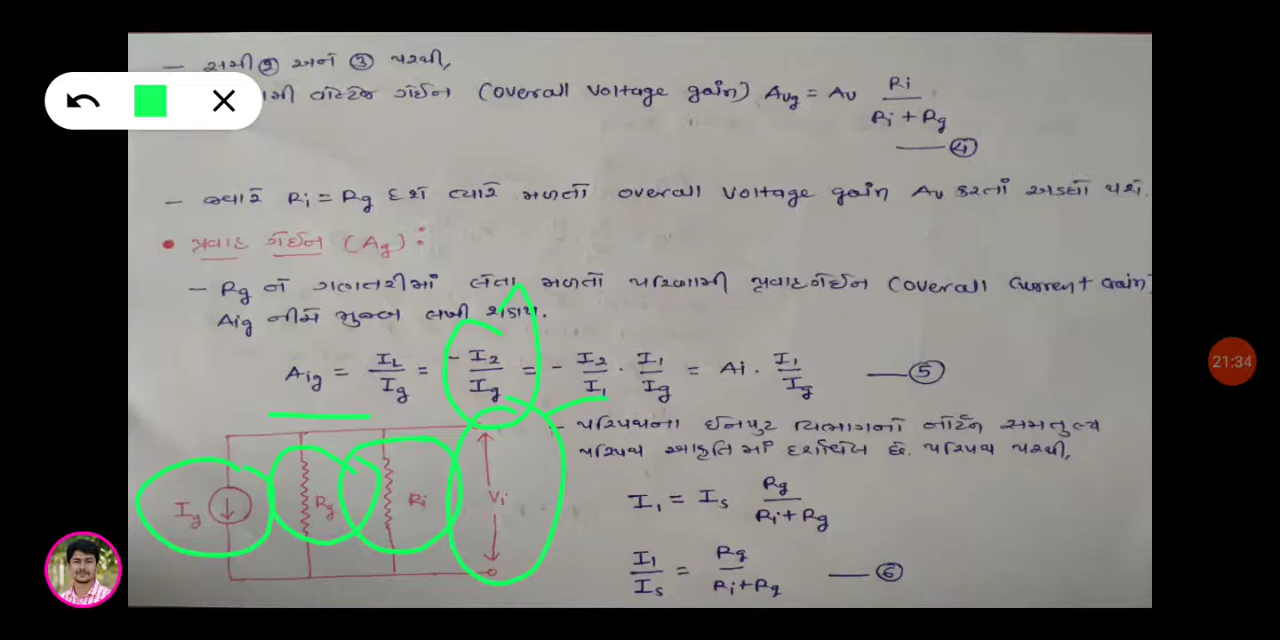 - સમી ② અને ③ પરથી,
મી વોલ્ટેજ ગેઈન (overall voltage gain) Avg = Av Ri / Ri + Rg
—— ④
- જ્યારે Ri = Rg હશે ત્યારે મળતો overall voltage gain Av કરતાં અડધો થશે.
• પ્રવાહ ગેઈન (Ag) :
- Rg ને ગણતરીમાં લેતા મળતો પરિણામી પ્રવાહગેઈન (overall current Gain)
Aig નીચે મુજબ લખી શકાય.
Aig = IL / Ig = - I2 / Ig = - I2 / I1 · I1 / Ig = Ai · I1 / Ig —— ⑤
- પરિપથના ઈનપુટ વિભાગનો નોર્ટન સમતુલ્ય
પરિપથ આકૃતિ માં દર્શાવેલ છે. પરિપથ પરથી,
I1 = Is Rg / Ri + Rg
I1 / Is = Rg / Ri + Rg —— ⑥
Ig Rg Ri Vi
21:34